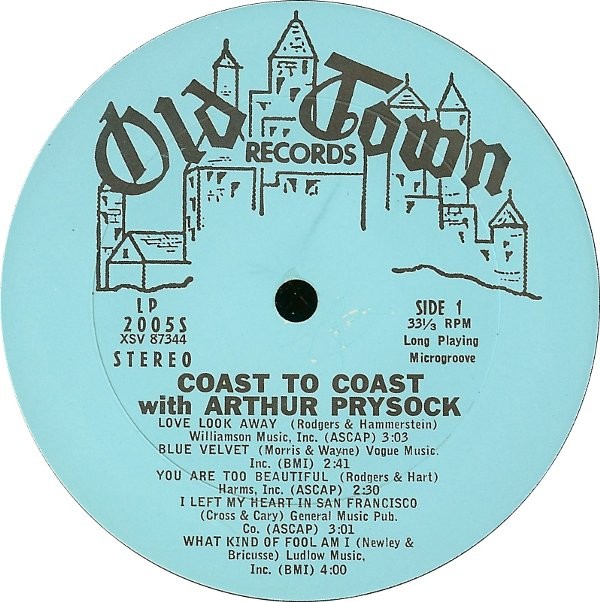 Old Town
RECORDS
LP
2005S
XSV 87344
STEREO
SIDE 1
33⅓ RPM
Long Playing
Microgroove
COAST TO COAST
with ARTHUR PRYSOCK
LOVE LOOK AWAY (Rodgers & Hammerstein)
Williamson Music, Inc. (ASCAP) 3:03
BLUE VELVET (Morris & Wayne) Vogue Music.
Inc. (BMI) 2:41
YOU ARE TOO BEAUTIFUL (Rodgers & Hart)
Harms, Inc. (ASCAP) 2:30
I LEFT MY HEART IN SAN FRANCISCO
(Cross & Cary) General Music Pub.
Co. (ASCAP) 3:01
WHAT KIND OF FOOL AM I (Newley &
Bricusse) Ludlow Music,
Inc. (BMI) 4:00